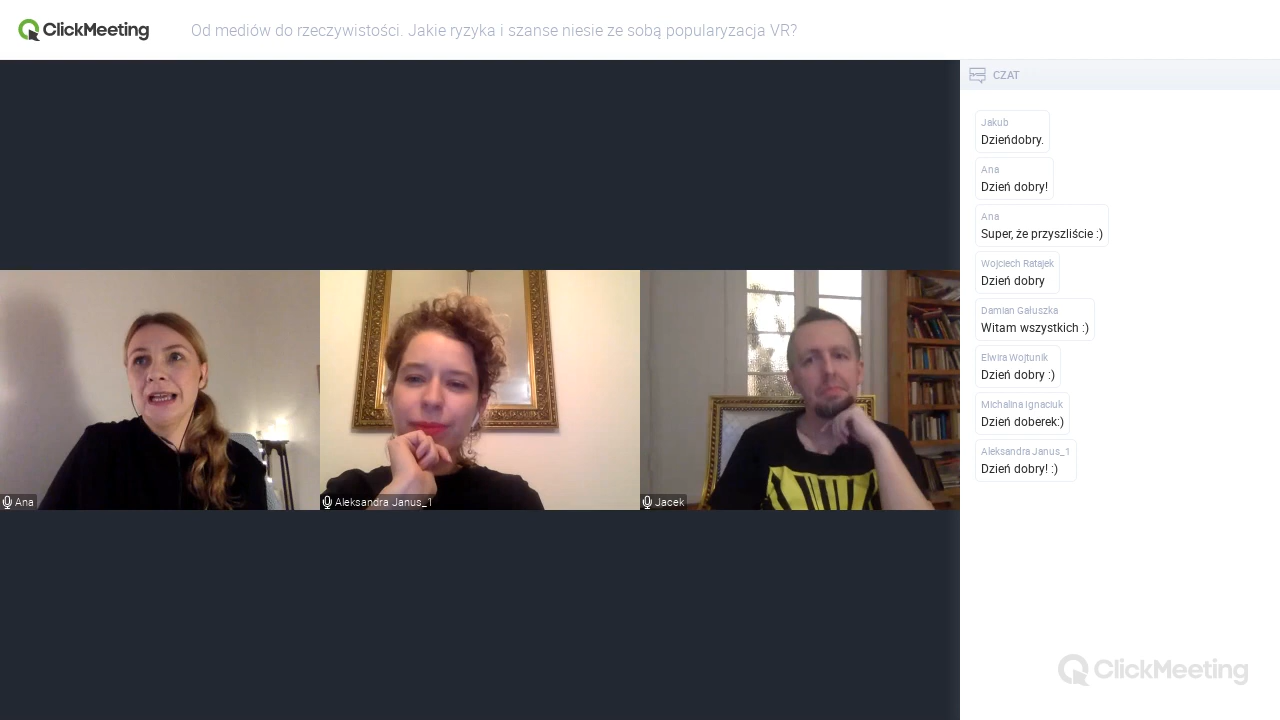 ClickMeeting
Od mediów do rzeczywistości. Jakie ryzyka i szanse niesie ze sobą popularyzacja VR?
CZAT
Jakub
Dzieńdobry.
Ana
Dzień dobry!
Ana
Super, że przyszliście :)
Wojciech Ratajek
Dzień dobry
Damian Gałuszka
Witam wszystkich :)
Elwira Wojtunik
Dzień dobry :)
Michalina Ignaciuk
Dzień doberek:)
Aleksandra Janus_1
Dzień dobry! :)
Ana
Aleksandra Janus_1
Jacek
ClickMeeting